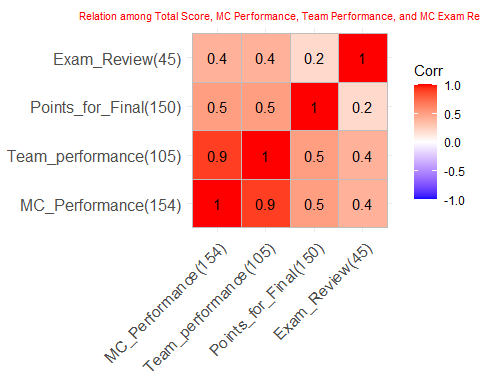 Relation among Total Score, MC Performance, Team Performance, and MC Exam Re
Exam_Review(45) 0.4 0.4 0.2 1
Points_for_Final(150) 0.5 0.5 1 0.2
Team_performance(105) 0.9 1 0.5 0.4
MC_Performance(154) 1 0.9 0.5 0.4
MC_Performance(154)
Team_performance(105)
Points_for_Final(150)
Exam_Review(45)
Corr
1.0
0.5
0.0
-0.5
-1.0